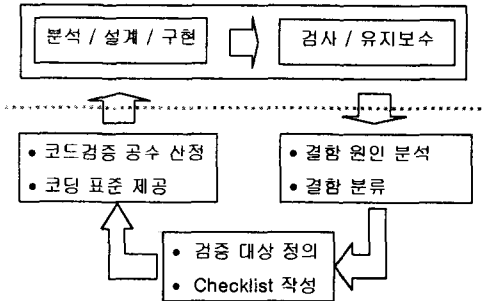 분석 / 설계 / 구현
검사 / 유지보수
• 코드검증 공수 산정
• 코딩 표준 제공
• 결함 원인 분석
• 결함 분류
• 검증 대상 정의
• Checklist 작성